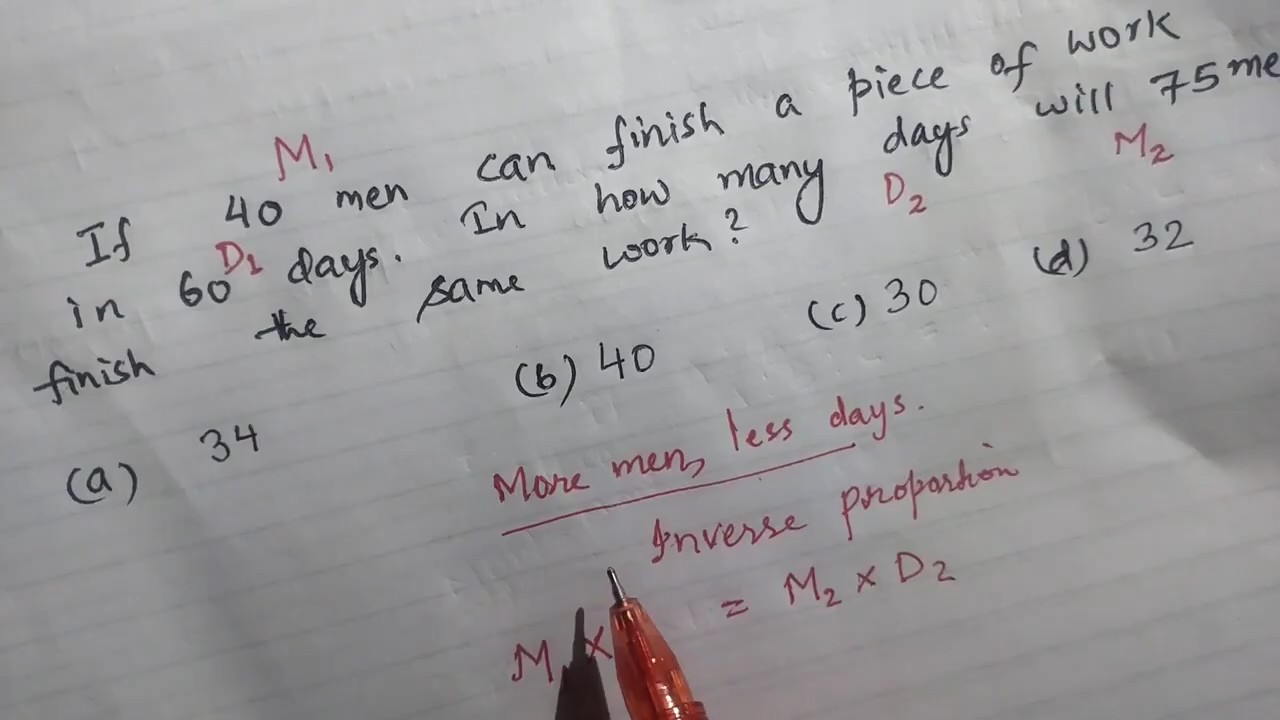 M₁
If 40 men can finish a piece of work
in 60 days. In how many days will 75 me
D₁ D₂ M₂
finish the same work?
(a) 34 (b) 40 (c) 30 (d) 32
More men, less days.
Inverse proportion
M × = M₂ × D₂